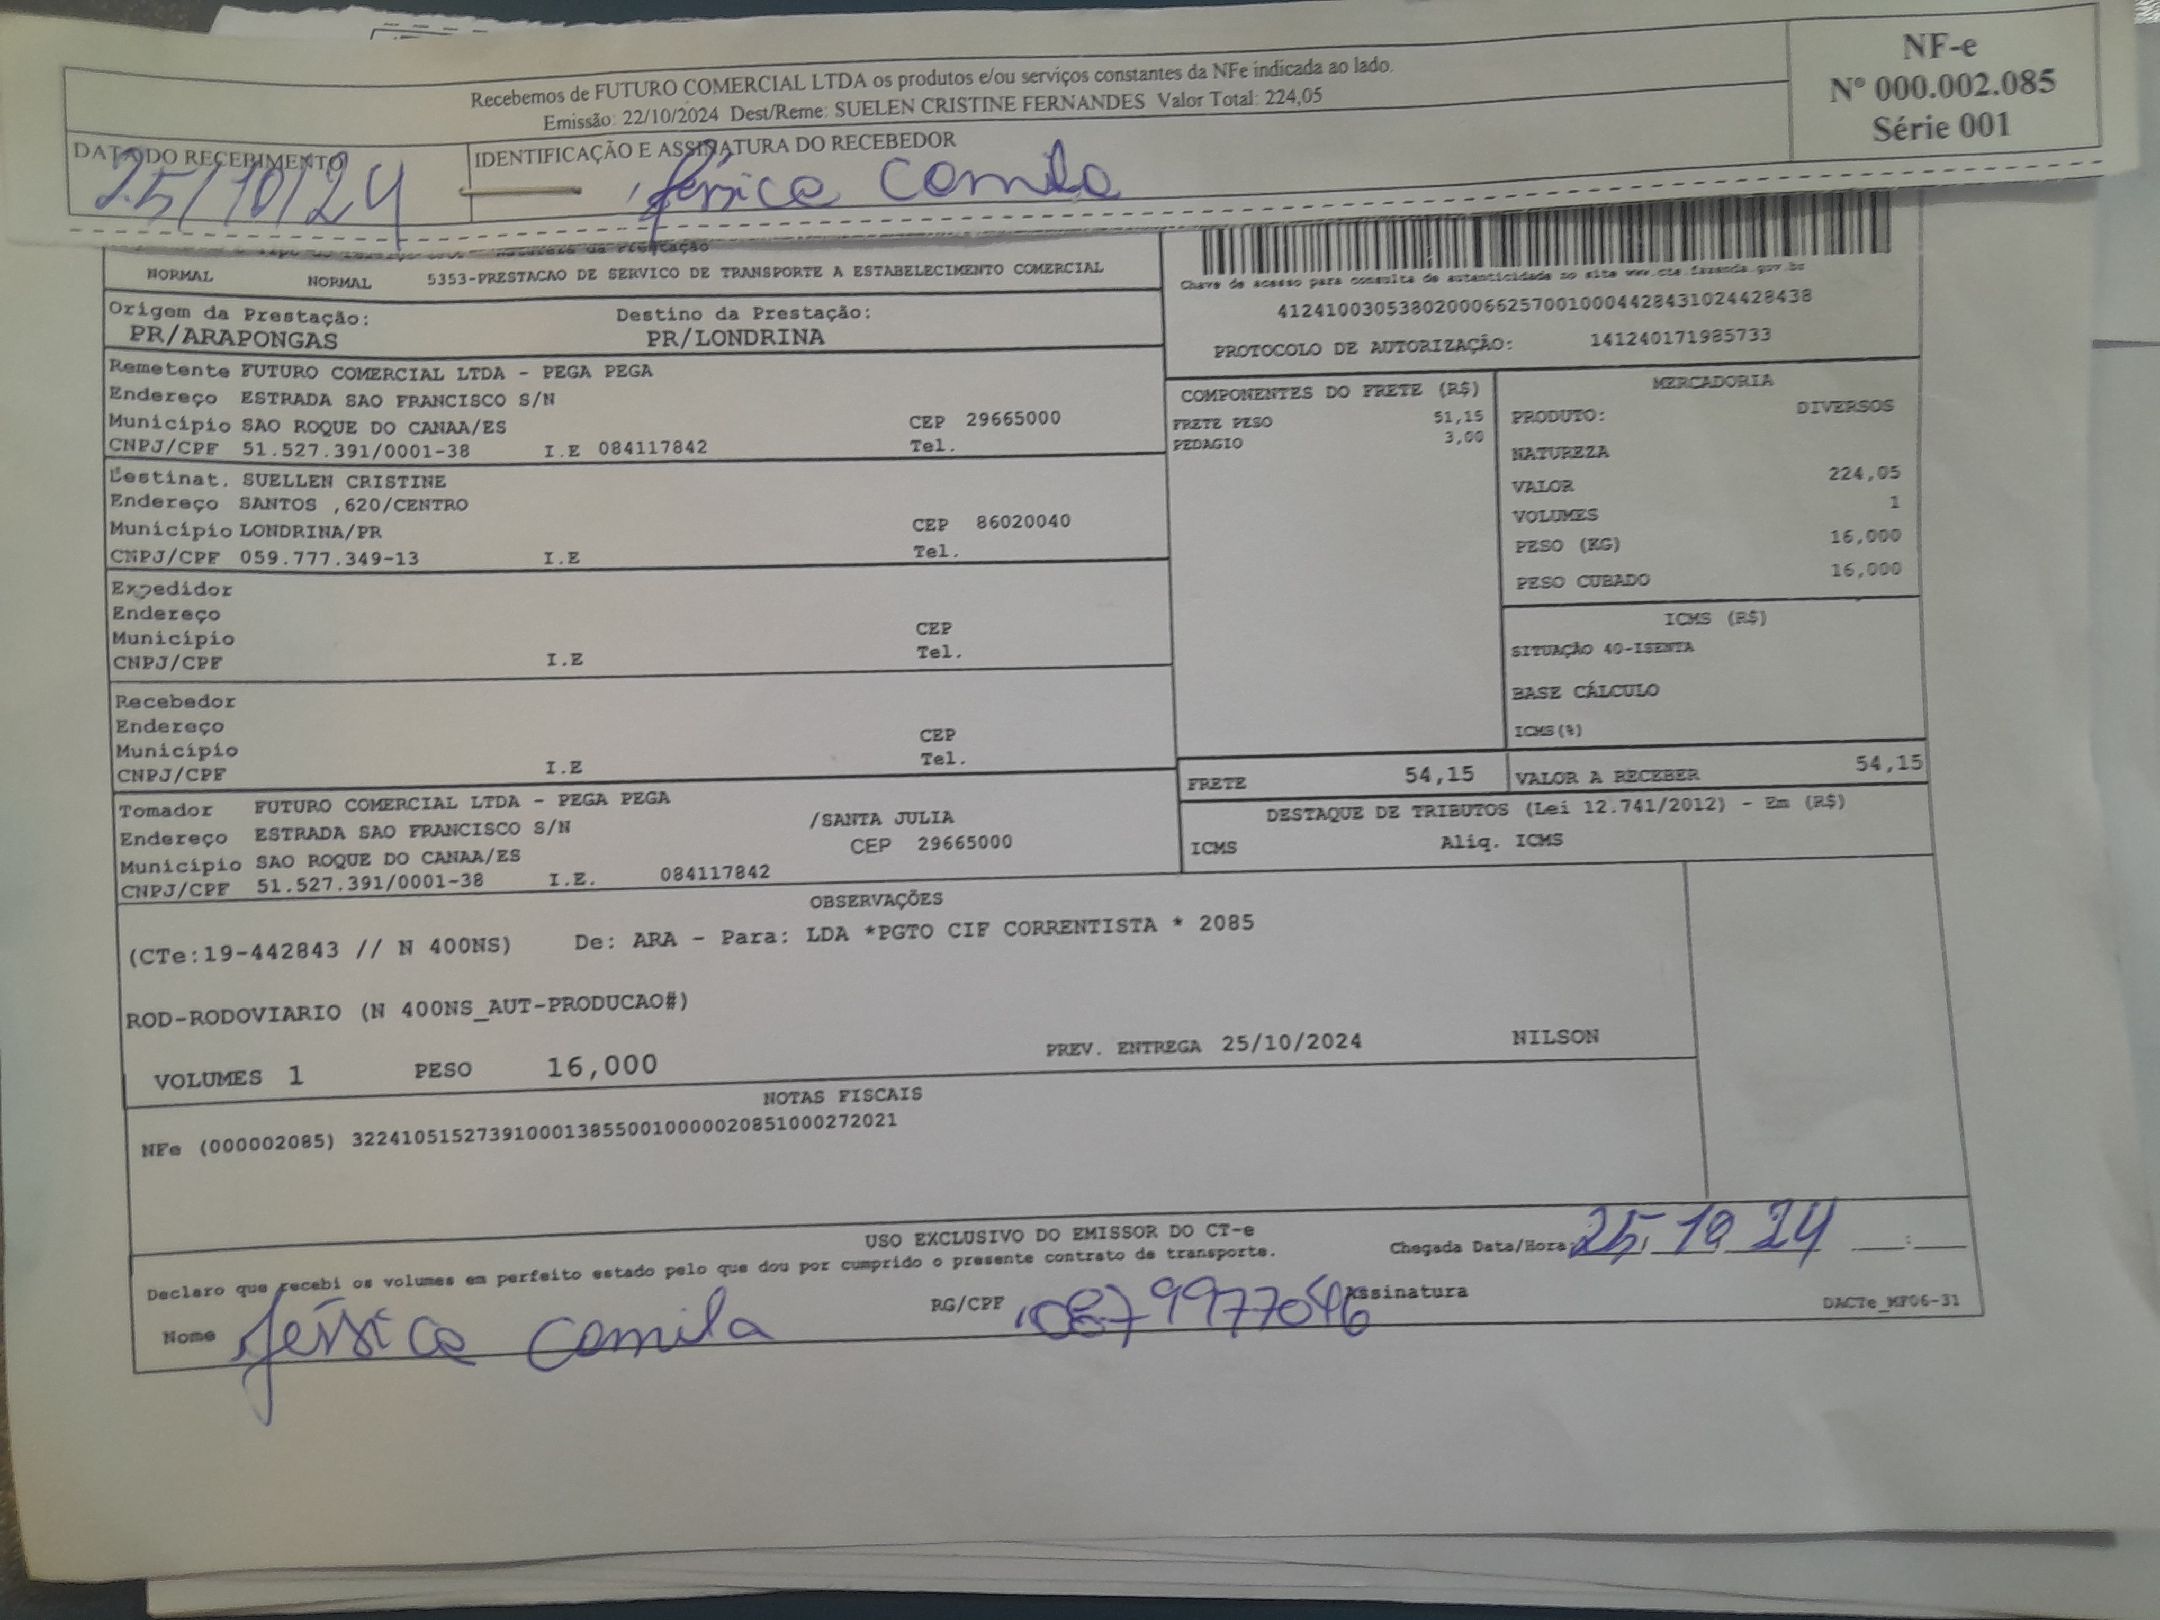 Recebemos de FUTURO COMERCIAL LTDA os produtos e/ou serviços constantes da NFe indicada ao lado.
Emissão: 22/10/2024 Dest/Reme: SUELEN CRISTINE FERNANDES Valor Total: 224,05
NF-e
Nº 000.002.085
Série 001
DATA DO RECEBIMENTO
25/10/24
IDENTIFICAÇÃO E ASSINATURA DO RECEBEDOR
Jéssica Camila
NORMAL NORMAL 5353-PRESTACAO DE SERVICO DE TRANSPORTE A ESTABELECIMENTO COMERCIAL
Origem da Prestação: Destino da Prestação:
PR/ARAPONGAS PR/LONDRINA
Chave de acesso para consulta de autenticidade no site www.cte.fazenda.gov.br
41241003053802000662570010004428431024428438
PROTOCOLO DE AUTORIZAÇÃO: 141240171985733
Remetente FUTURO COMERCIAL LTDA - PEGA PEGA
Endereço ESTRADA SAO FRANCISCO S/N
Município SAO ROQUE DO CANAA/ES CEP 29665000
CNPJ/CPF 51.527.391/0001-38 I.E 084117842 Tel.
Destinat. SUELLEN CRISTINE
Endereço SANTOS ,620/CENTRO
Município LONDRINA/PR CEP 86020040
CNPJ/CPF 059.777.349-13 I.E Tel.
Expedidor
Endereço
Município CEP
CNPJ/CPF I.E Tel.
Recebedor
Endereço
Município CEP
CNPJ/CPF I.E Tel.
Tomador FUTURO COMERCIAL LTDA - PEGA PEGA
Endereço ESTRADA SAO FRANCISCO S/N /SANTA JULIA
Município SAO ROQUE DO CANAA/ES CEP 29665000
CNPJ/CPF 51.527.391/0001-38 I.E. 084117842
COMPONENTES DO FRETE (R$)
FRETE PESO 51,15
PEDAGIO 3,00
MERCADORIA
PRODUTO: DIVERSOS
NATUREZA
VALOR 224,05
VOLUMES 1
PESO (KG) 16,000
PESO CUBADO 16,000
ICMS (R$)
SITUAÇÃO 40-ISENTA
BASE CÁLCULO
ICMS(%)
FRETE 54,15 VALOR A RECEBER 54,15
DESTAQUE DE TRIBUTOS (Lei 12.741/2012) - Em (R$)
ICMS Aliq. ICMS
OBSERVAÇÕES
(CTe:19-442843 // N 400NS) De: ARA - Para: LDA *PGTO CIF CORRENTISTA * 2085
ROD-RODOVIARIO (N 400NS_AUT-PRODUCAO#)
VOLUMES 1 PESO 16,000 PREV. ENTREGA 25/10/2024 NILSON
NOTAS FISCAIS
NFe (000002085) 32241051527391000138550010000020851000272021
USO EXCLUSIVO DO EMISSOR DO CT-e
Declaro que recebi os volumes em perfeito estado pelo que dou por cumprido o presente contrato de transporte.
Chegada Data/Hora: 25 10 24 :
Nome Jéssica Camila RG/CPF Assinatura
DACTe_MF06-31